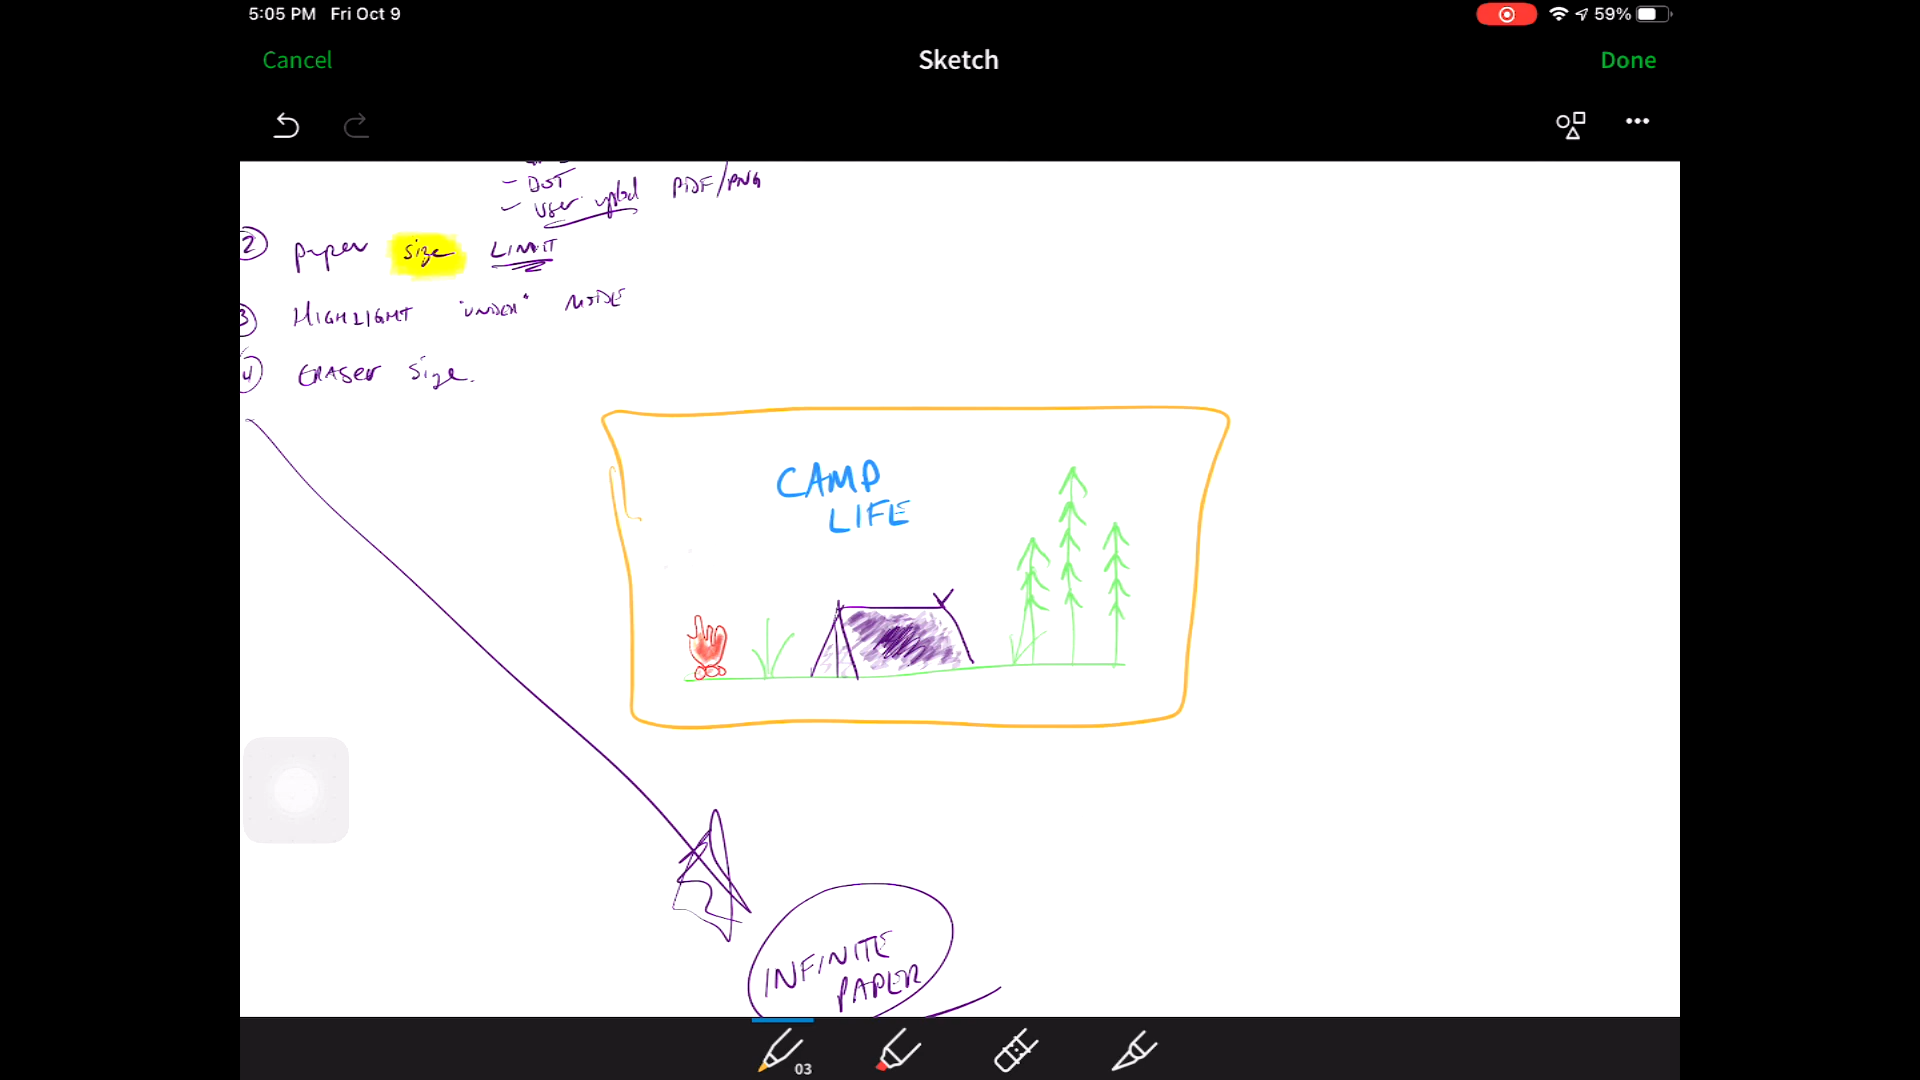 5:05 PM Fri Oct 9
59%
Cancel
Sketch
Done
- DOT
- USER upload PDF/PNG
② paper size LIMIT
3 HIGHLIGHT "UNDER" MODE
4 ERASER Size.
CAMP
LIFE
INFINITE
PAPER
03